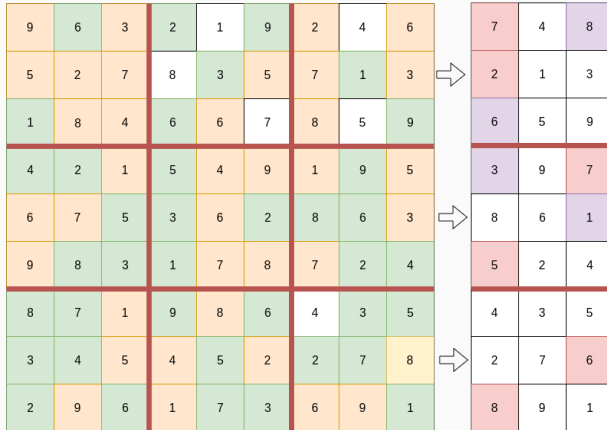 9 6 3 2 1 9 2 4 6 7 4 8
5 2 7 8 3 5 7 1 3 2 1 3
1 8 4 6 6 7 8 5 9 6 5 9
4 2 1 5 4 9 1 9 5 3 9 7
6 7 5 3 6 2 8 6 3 8 6 1
9 8 3 1 7 8 7 2 4 5 2 4
8 7 1 9 8 6 4 3 5 4 3 5
3 4 5 4 5 2 2 7 8 2 7 6
2 9 6 1 7 3 6 9 1 8 9 1